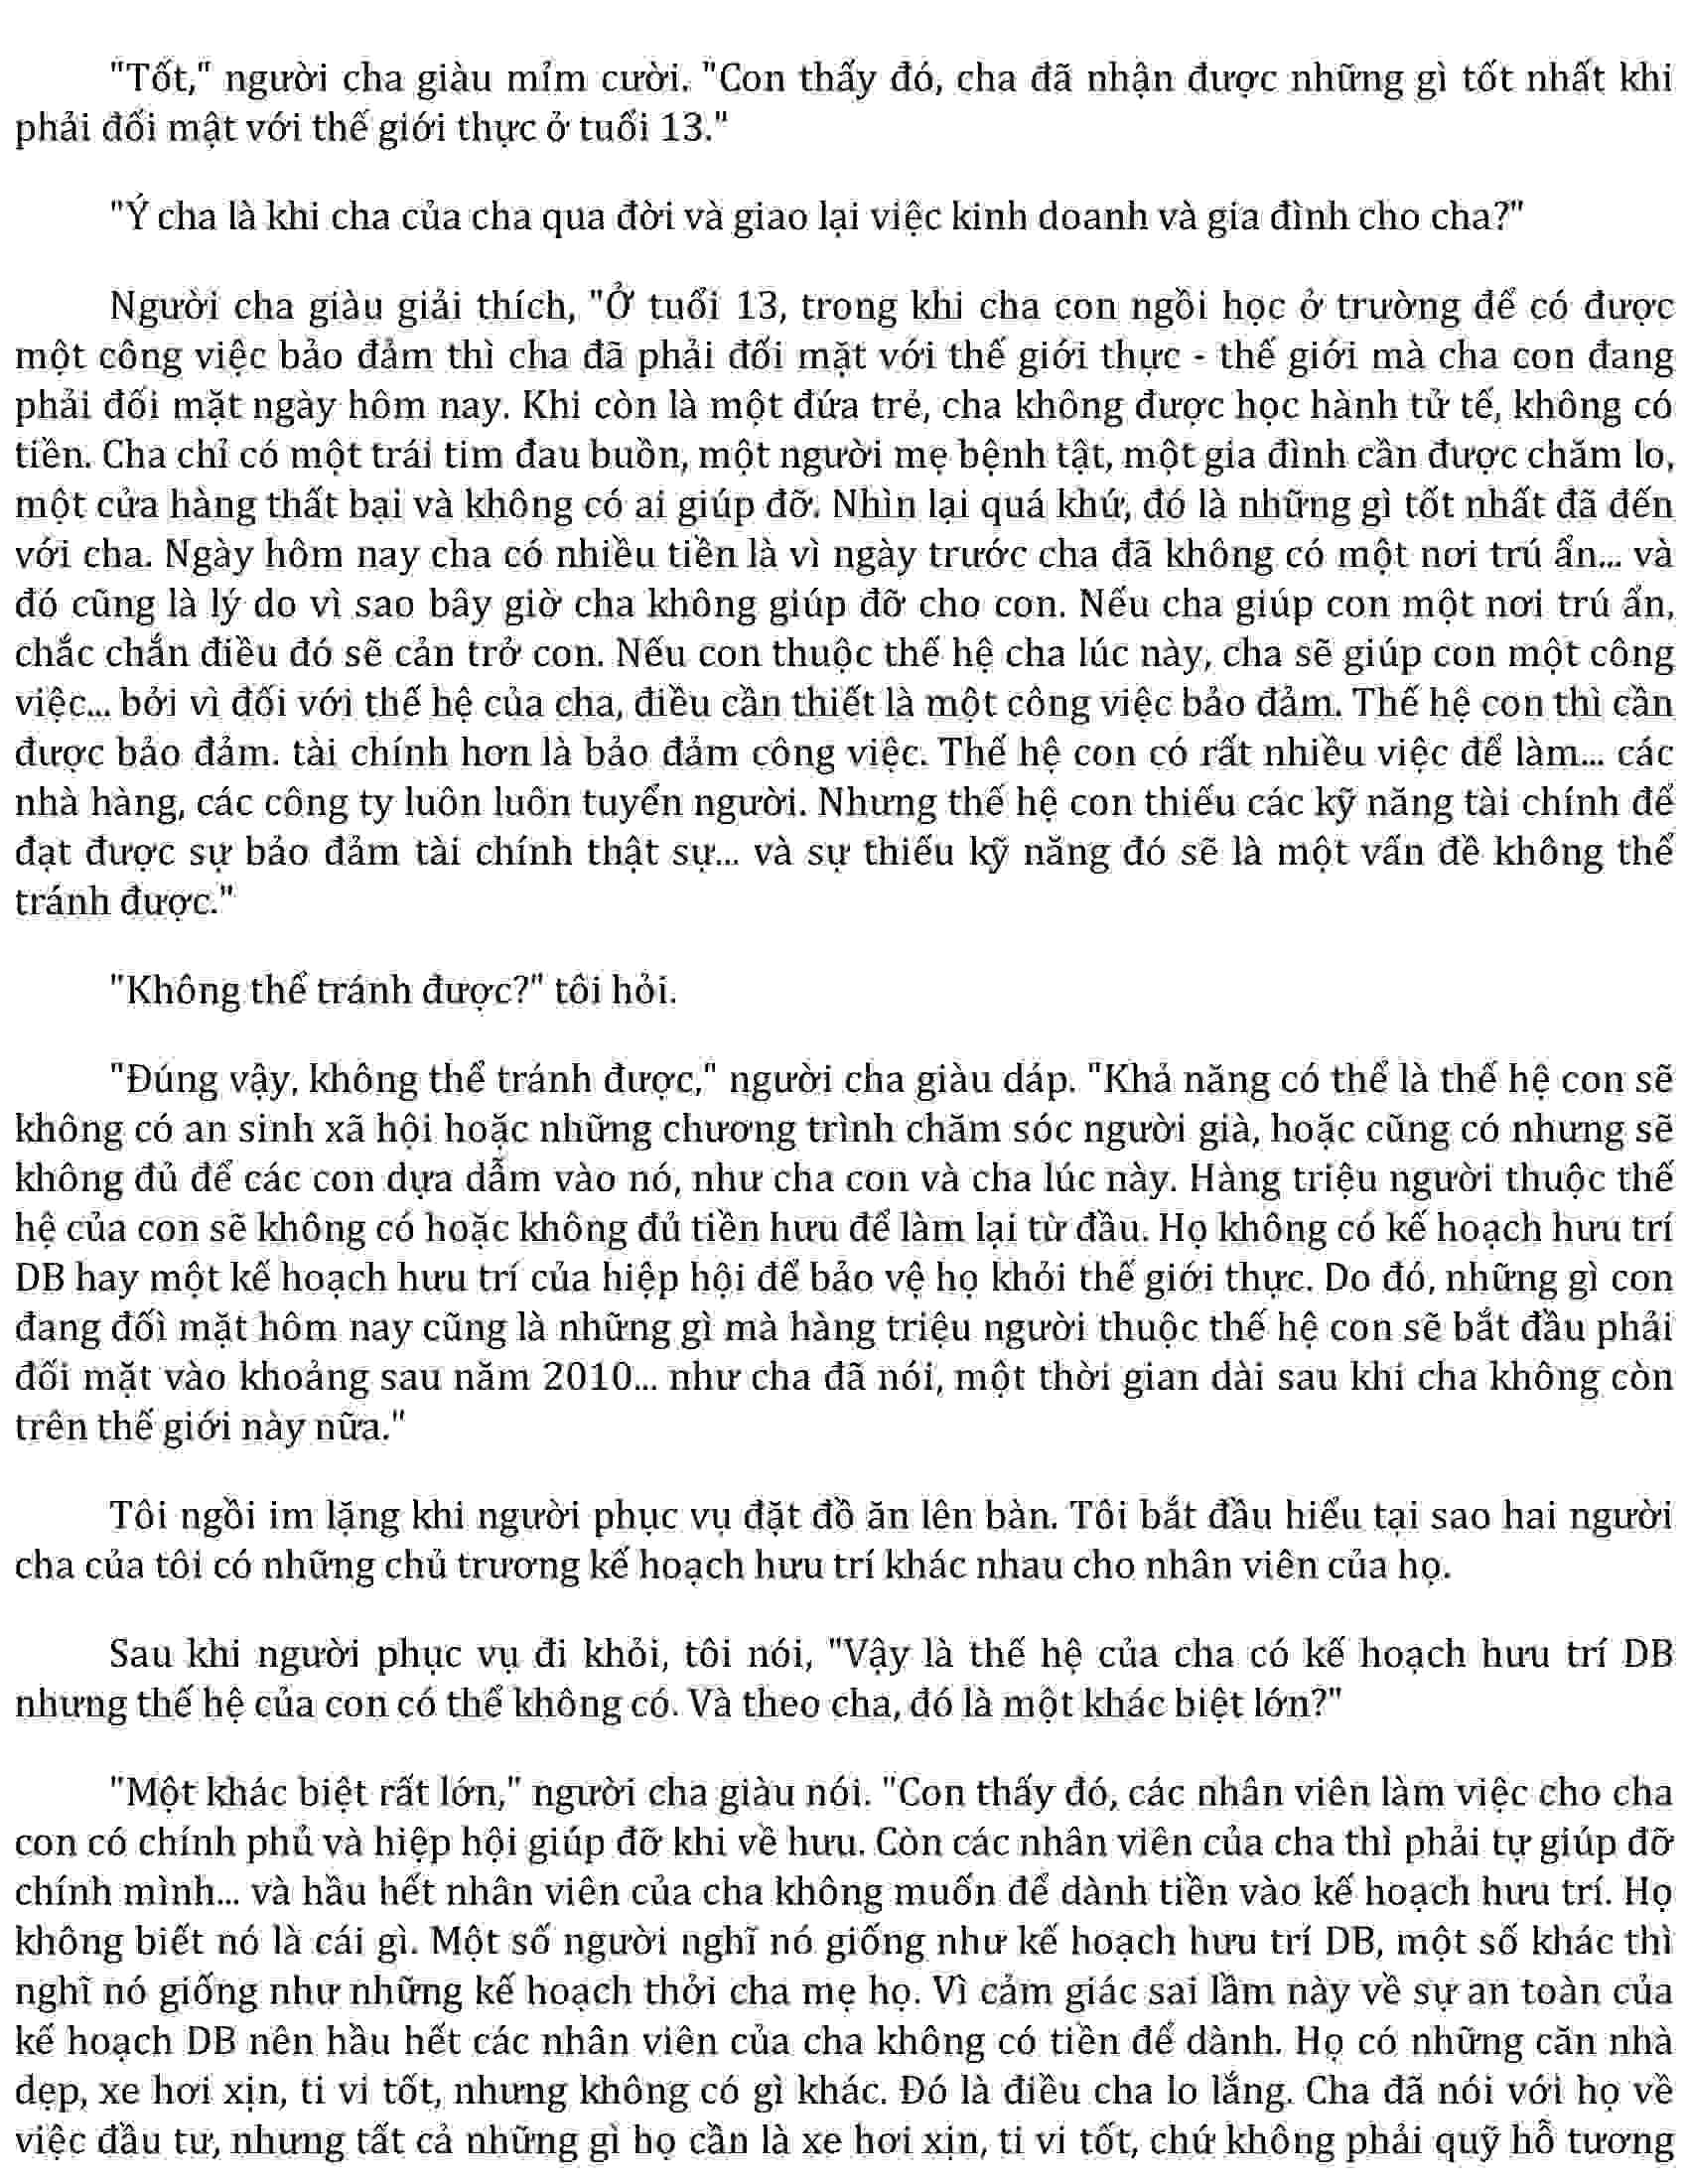 "Tốt," người cha giàu mỉm cười. "Con thấy đó, cha đã nhận được những gì tốt nhất khi
phải đối mật với thế giới thực ở tuổi 13."
"Ý cha là khi cha của cha qua đời và giao lại việc kinh doanh và gia đình cho cha?"
Người cha giàu giải thích, "Ở tuổi 13, trong khi cha con ngồi học ở trường để có được
một công việc bảo đảm thì cha đã phải đối mặt với thế giới thực - thế giới mà cha con đang
phải đối mặt ngày hôm nay. Khi còn là một đứa trẻ, cha không được học hành tử tế, không có
tiền. Cha chỉ có một trái tim đau buồn, một người mẹ bệnh tật, một gia đình cần được chăm lo,
một cửa hàng thất bại và không có ai giúp đỡ. Nhìn lại quá khứ, đó là những gì tốt nhất đã đến
với cha. Ngày hôm nay cha có nhiều tiền là vì ngày trước cha đã không có một nơi trú ẩn... và
đó cũng là lý do vì sao bây giờ cha không giúp đỡ cho con. Nếu cha giúp con một nơi trú ẩn,
chắc chắn điều đó sẽ cản trở con. Nếu con thuộc thế hệ cha lúc này, cha sẽ giúp con một công
việc... bởi vì đối với thế hệ của cha, điều cần thiết là một công việc bảo đảm. Thế hệ con thì cần
được bảo đảm. tài chính hơn là bảo đảm công việc. Thế hệ con có rất nhiều việc để làm... các
nhà hàng, các công ty luôn luôn tuyển người. Nhưng thế hệ con thiếu các kỹ năng tài chính để
đạt được sự bảo đảm tài chính thật sự... và sự thiếu kỹ năng đó sẽ là một vấn đề không thể
tránh được."
"Không thể tránh được?" tôi hỏi.
"Đúng vậy, không thể tránh được," người cha giàu dáp. "Khả năng có thể là thế hệ con sẽ
không có an sinh xã hội hoặc những chương trình chăm sóc người già, hoặc cũng có nhưng sẽ
không đủ để các con dựa dẫm vào nó, như cha con và cha lúc này. Hàng triệu người thuộc thế
hệ của con sẽ không có hoặc không đủ tiền hưu để làm lại từ đầu. Họ không có kế hoạch hưu trí
DB hay một kế hoạch hưu trí của hiệp hội để bảo vệ họ khỏi thế giới thực. Do đó, những gì con
đang đốì mặt hôm nay cũng là những gì mà hàng triệu người thuộc thế hệ con sẽ bắt đầu phải
đối mặt vào khoảng sau năm 2010... như cha đã nói, một thời gian dài sau khi cha không còn
trên thế giới này nữa."
Tôi ngồi im lặng khi người phục vụ đặt đồ ăn lên bàn. Tôi bắt đầu hiểu tại sao hai người
cha của tôi có những chủ trương kế hoạch hưu trí khác nhau cho nhân viên của họ.
Sau khi người phục vụ đi khỏi, tôi nói, "Vậy là thế hệ của cha có kế hoạch hưu trí DB
nhưng thế hệ của con có thể không có. Và theo cha, đó là một khác biệt lớn?"
"Một khác biệt rất lớn," người cha giàu nói. "Con thấy đó, các nhân viên làm việc cho cha
con có chính phủ và hiệp hội giúp đỡ khi về hưu. Còn các nhân viên của cha thì phải tự giúp đỡ
chính mình... và hầu hết nhân viên của cha không muốn để dành tiền vào kế hoạch hưu trí. Họ
không biết nó là cái gì. Một số người nghĩ nó giống như kế hoạch hưu trí DB, một số khác thì
nghĩ nó giống như những kế hoạch thởi cha mẹ họ. Vì cảm giác sai lầm này về sự an toàn của
kế hoạch DB nên hầu hết các nhân viên của cha không có tiền để dành. Họ có những căn nhà
dẹp, xe hơi xịn, ti vi tốt, nhưng không có gì khác. Đó là điều cha lo lắng. Cha đã nói với họ về
việc đầu tư, nhưng tất cả những gì họ cần là xe hơi xịn, ti vi tốt, chứ không phải quỹ hỗ tương